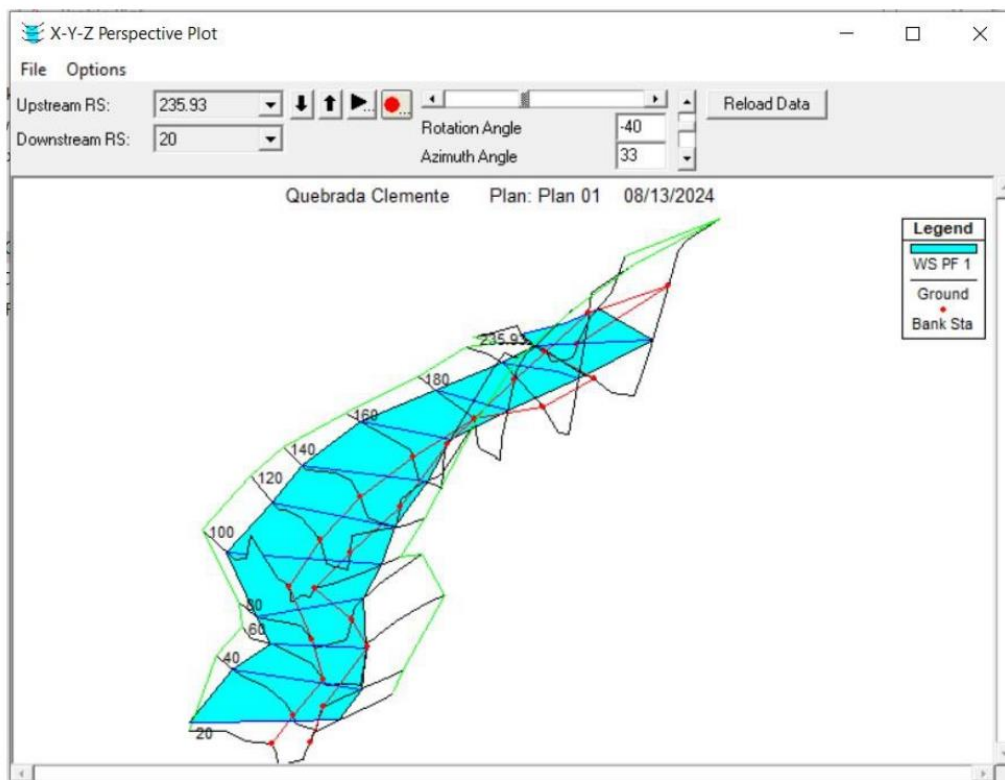 X-Y-Z Perspective Plot
File Options
Upstream RS: 235.93
Reload Data
Downstream RS: 20
Rotation Angle -40
Azimuth Angle 33
Quebrada Clemente Plan: Plan 01 08/13/2024
Legend
WS PF 1
Ground
Bank Sta
235.93
180
160
140
120
100
80
60
40
20